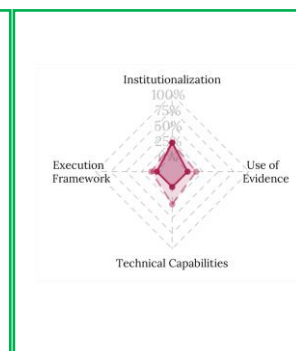 Institutionalization
100%
75%
50%
Execution
Framework
Use of
Evidence
Technical Capabilities